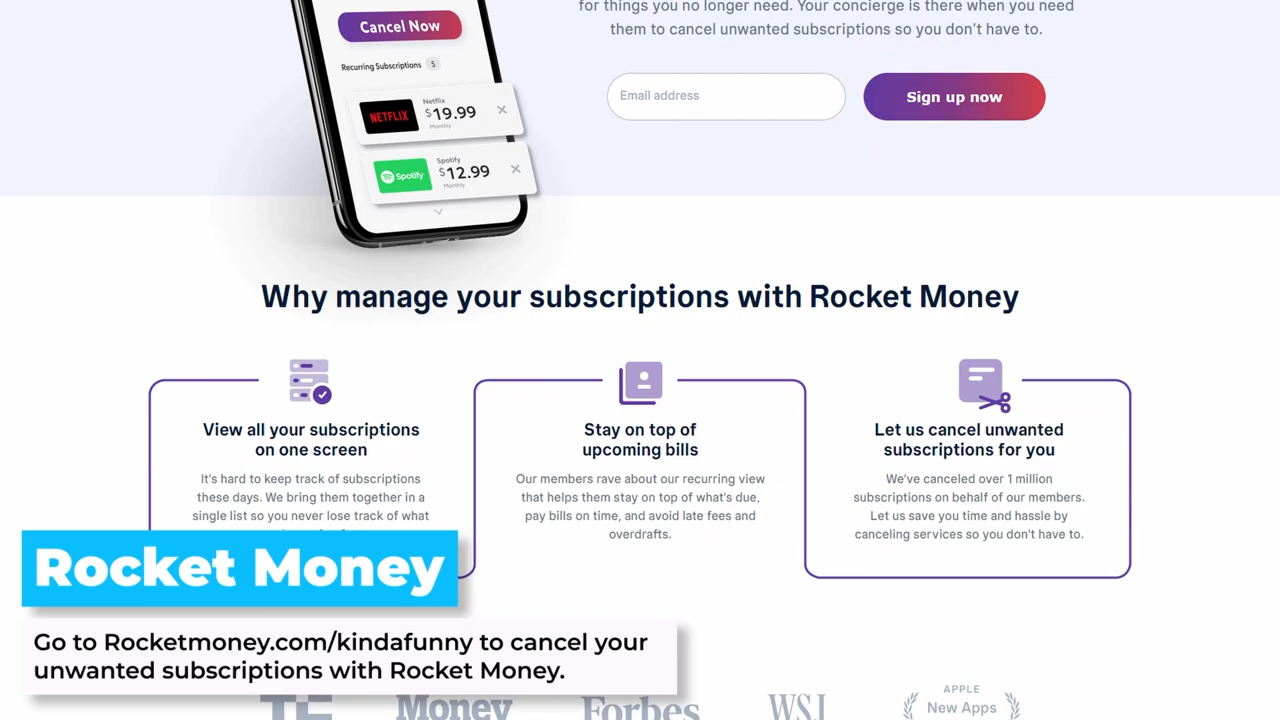 for things you no longer need. Your concierge is there when you need
them to cancel unwanted subscriptions so you don't have to.
Cancel Now
Recurring Subscriptions 5
Email address
Sign up now
NETFLIX
Netflix
$19.99
Monthly
Spotify
Spotify
$12.99
Monthly
Why manage your subscriptions with Rocket Money
View all your subscriptions
on one screen
It's hard to keep track of subscriptions
these days. We bring them together in a
single list so you never lose track of what
Stay on top of
upcoming bills
Our members rave about our recurring view
that helps them stay on top of what's due,
pay bills on time, and avoid late fees and
overdrafts.
Let us cancel unwanted
subscriptions for you
We've canceled over 1 million
subscriptions on behalf of our members.
Let us save you time and hassle by
canceling services so you don't have to.
Rocket Money
Go to Rocketmoney.com/kindafunny to cancel your
unwanted subscriptions with Rocket Money.
Money
Forbes
WSJ
APPLE
New Apps